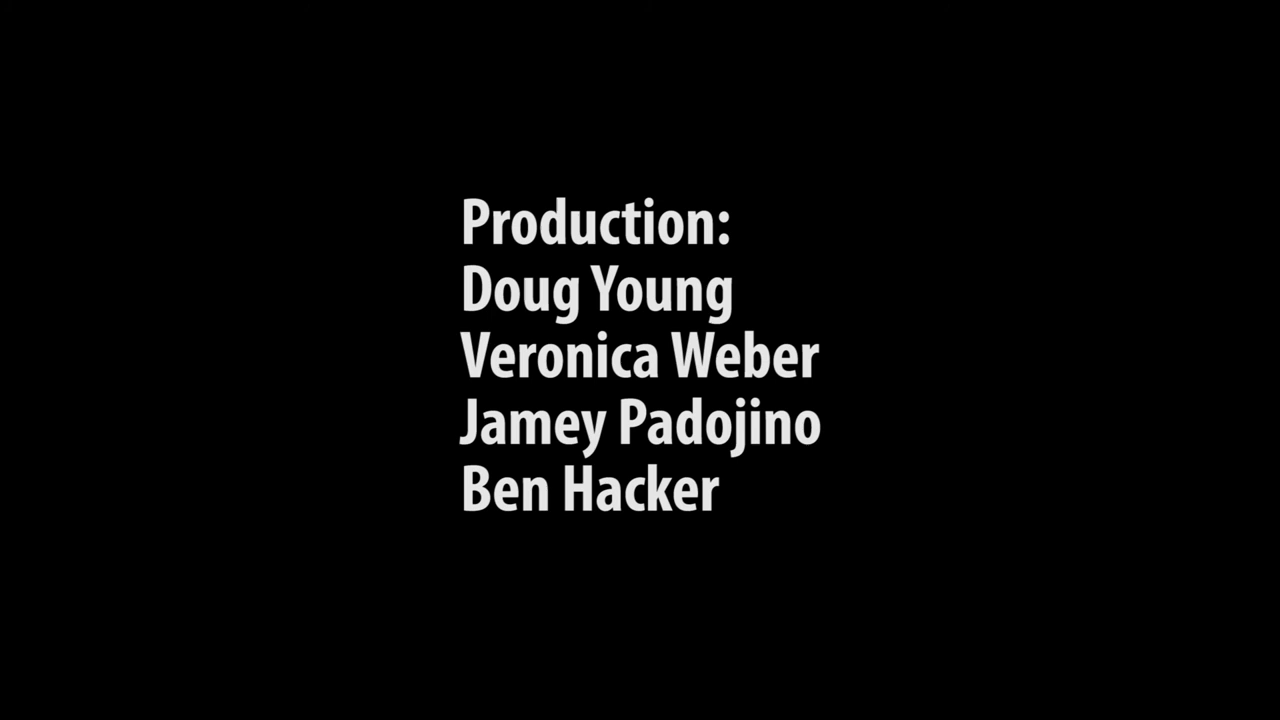 Production:
Doug Young
Veronica Weber
Jamey Padojino
Ben Hacker